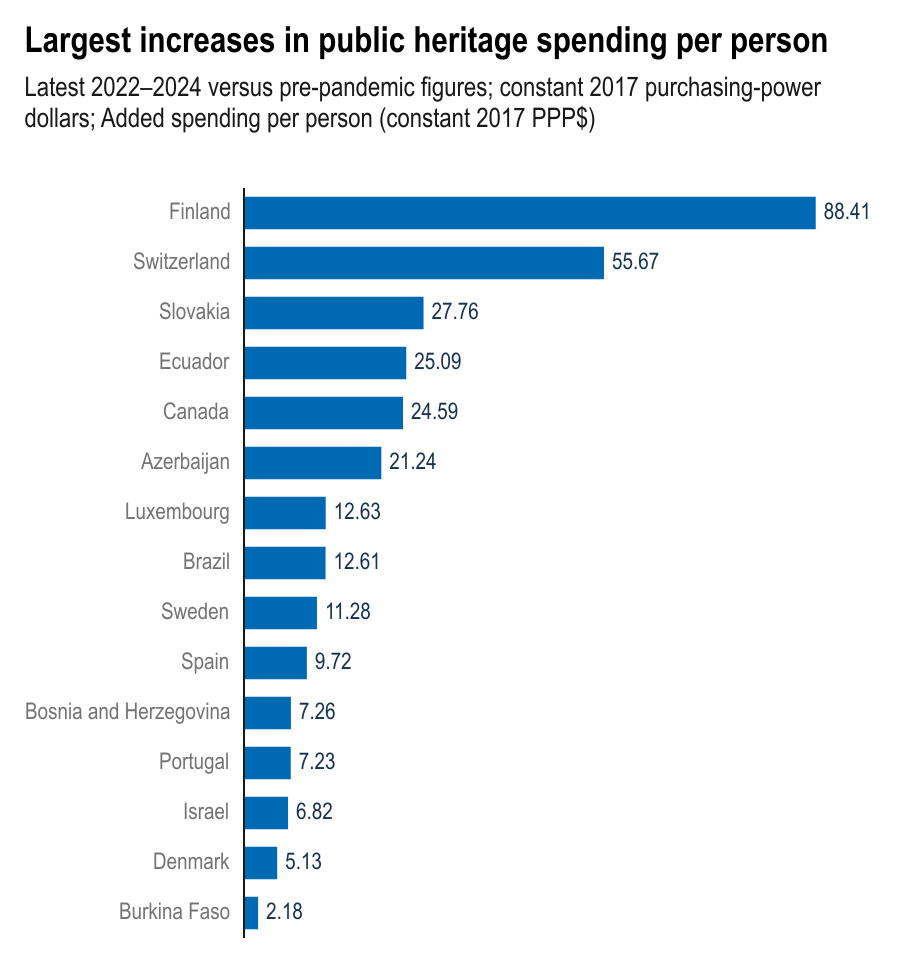 Largest increases in public heritage spending per person
Latest 2022–2024 versus pre-pandemic figures; constant 2017 purchasing-power
dollars; Added spending per person (constant 2017 PPP$)
Finland 88.41
Switzerland 55.67
Slovakia 27.76
Ecuador 25.09
Canada 24.59
Azerbaijan 21.24
Luxembourg 12.63
Brazil 12.61
Sweden 11.28
Spain 9.72
Bosnia and Herzegovina 7.26
Portugal 7.23
Israel 6.82
Denmark 5.13
Burkina Faso 2.18